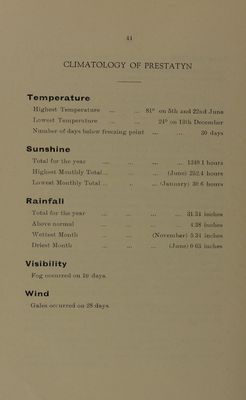 44
CLIMATOLOGY OF PRESTATYN
Temperature
Highest Temperature ... ... 81° on 5th and 22nd June
Lowest Temperature ... ... 24° on 13th December
Number of days below freezing point ... ... 30 days
Sunshine
Total for the year ... ... ... ... 1349.1 hours
Highest Monthly Total... ... ... (June) 252.4 hours
Lowest Monthly Total ... .. ... (January) 30.6 hours
Rainfall
Total for the year ... ... ... ... 31.34 inches
Above normal ... ... ... ... 4.38 inches
Wettest Month ... ... (November) 5.34 inches
Driest Month ... ... ... (June) 0.63 inches
Visibility
Fog occurred on 10 days.
Wind
Gales occurred on 28 days.